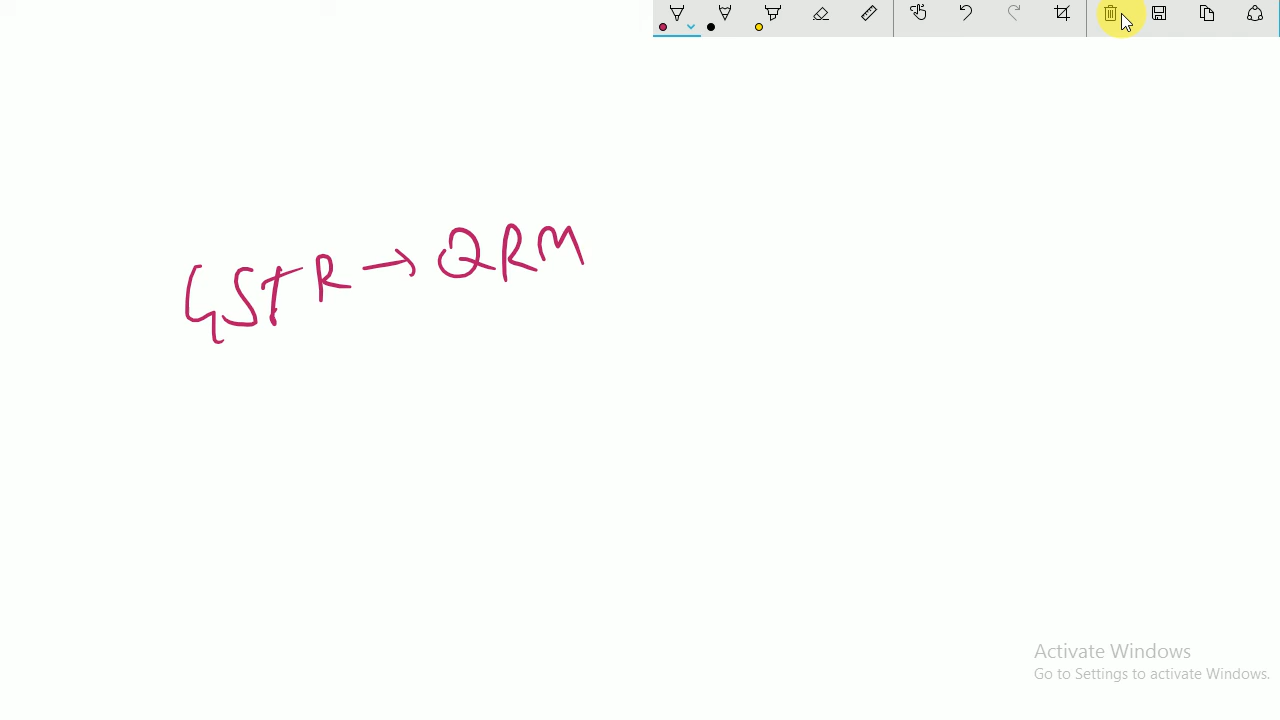 GSTR → QRM
Activate Windows
Go to Settings to activate Windows.